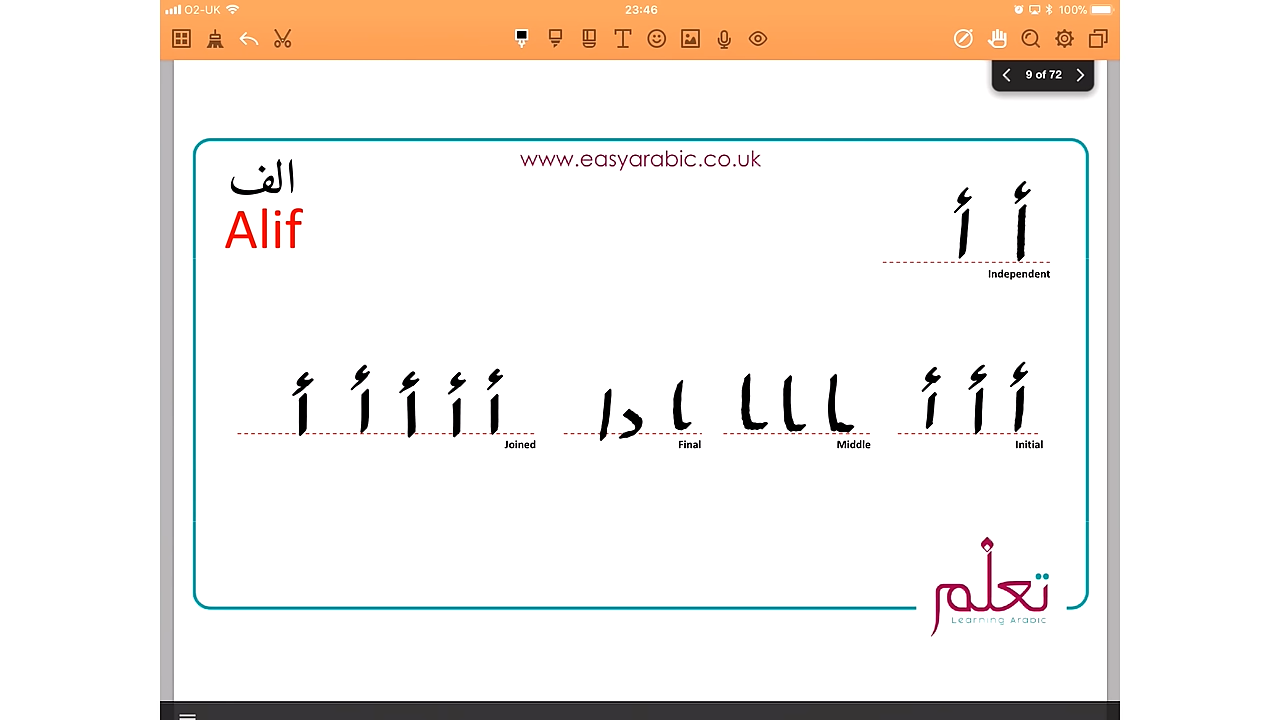 O2-UK 23:46 100%
9 of 72
www.easyarabic.co.uk
الف
Alif
أ أ
Independent
أ أ أ
Initial
ـا ـا ـا
Middle
ـا دا
Final
أ أ أ أ أ
Joined
تعلم
Learning Arabic